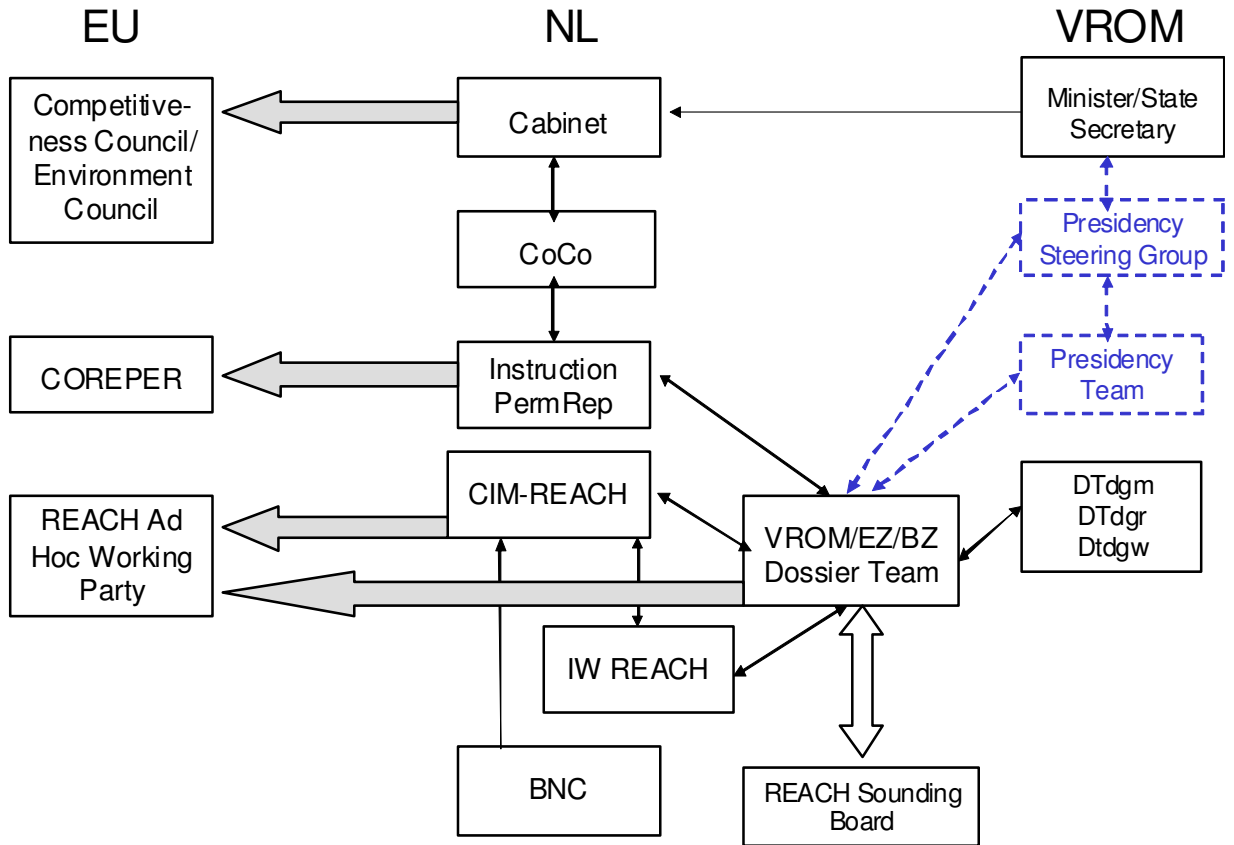 EU
NL
VROM
Competitive-
ness Council/
Environment
Council
Cabinet
Minister/State
Secretary
Presidency
Steering Group
CoCo
COREPER
Instruction
PermRep
Presidency
Team
CIM-REACH
REACH Ad
Hoc Working
Party
VROM/EZ/BZ
Dossier Team
DTdgm
DTdgr
Dtdgw
IW REACH
BNC
REACH Sounding
Board